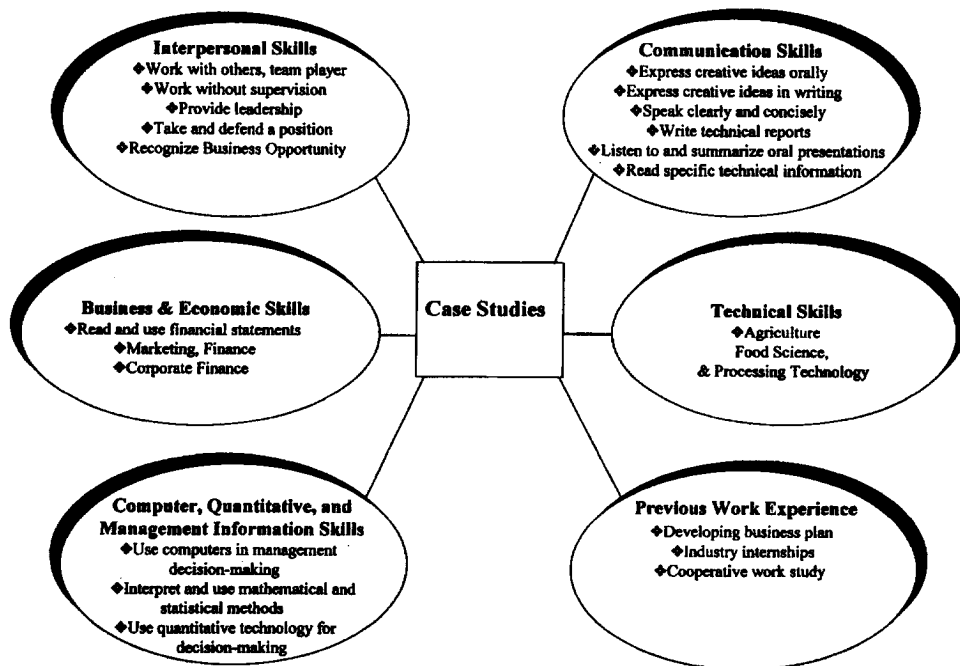 Interpersonal Skills
❖Work with others, team player
❖Work without supervision
❖Provide leadership
❖Take and defend a position
❖Recognize Business Opportunity
Communication Skills
❖Express creative ideas orally
❖Express creative ideas in writing
❖Speak clearly and concisely
❖Write technical reports
❖Listen to and summarize oral presentations
❖Read specific technical information
Business & Economic Skills
❖Read and use financial statements
❖Marketing, Finance
❖Corporate Finance
Case Studies
Technical Skills
❖Agriculture
Food Science,
& Processing Technology
Computer, Quantitative, and
Management Information Skills
❖Use computers in management
decision-making
❖Interpret and use mathematical and
statistical methods
❖Use quantitative technology for
decision-making
Previous Work Experience
❖Developing business plan
❖Industry internships
❖Cooperative work study